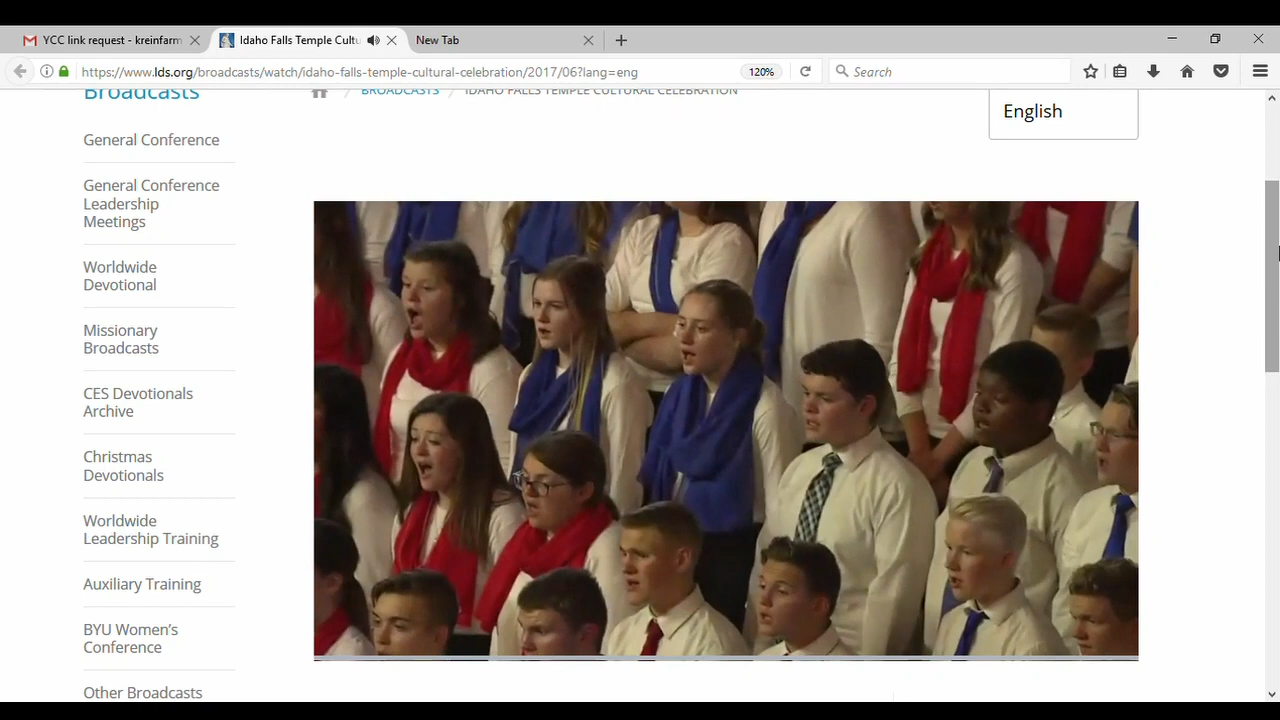 YCC link request - kreinfarm
Idaho Falls Temple Cultu
New Tab
https://www.lds.org/broadcasts/watch/idaho-falls-temple-cultural-celebration/2017/06?lang=eng
120%
Search
Broadcasts
BROADCASTS / IDAHO FALLS TEMPLE CULTURAL CELEBRATION
English
General Conference
General Conference
Leadership
Meetings
Worldwide
Devotional
Missionary
Broadcasts
CES Devotionals
Archive
Christmas
Devotionals
Worldwide
Leadership Training
Auxiliary Training
BYU Women's
Conference
Other Broadcasts